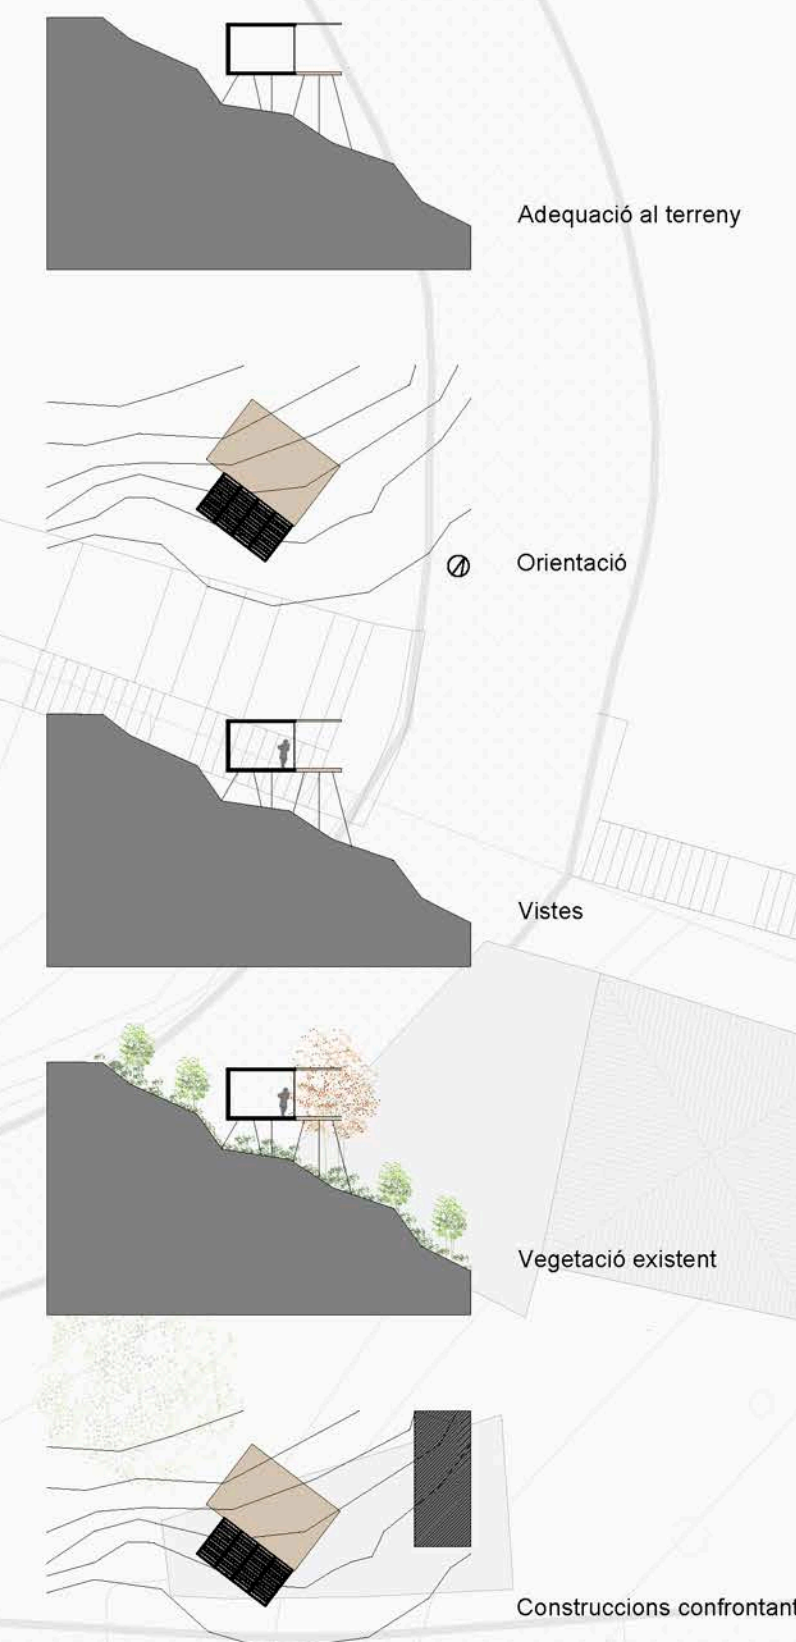 Adequació al terreny
Orientació
Vistes
Vegetació existent
Construccions confrontant